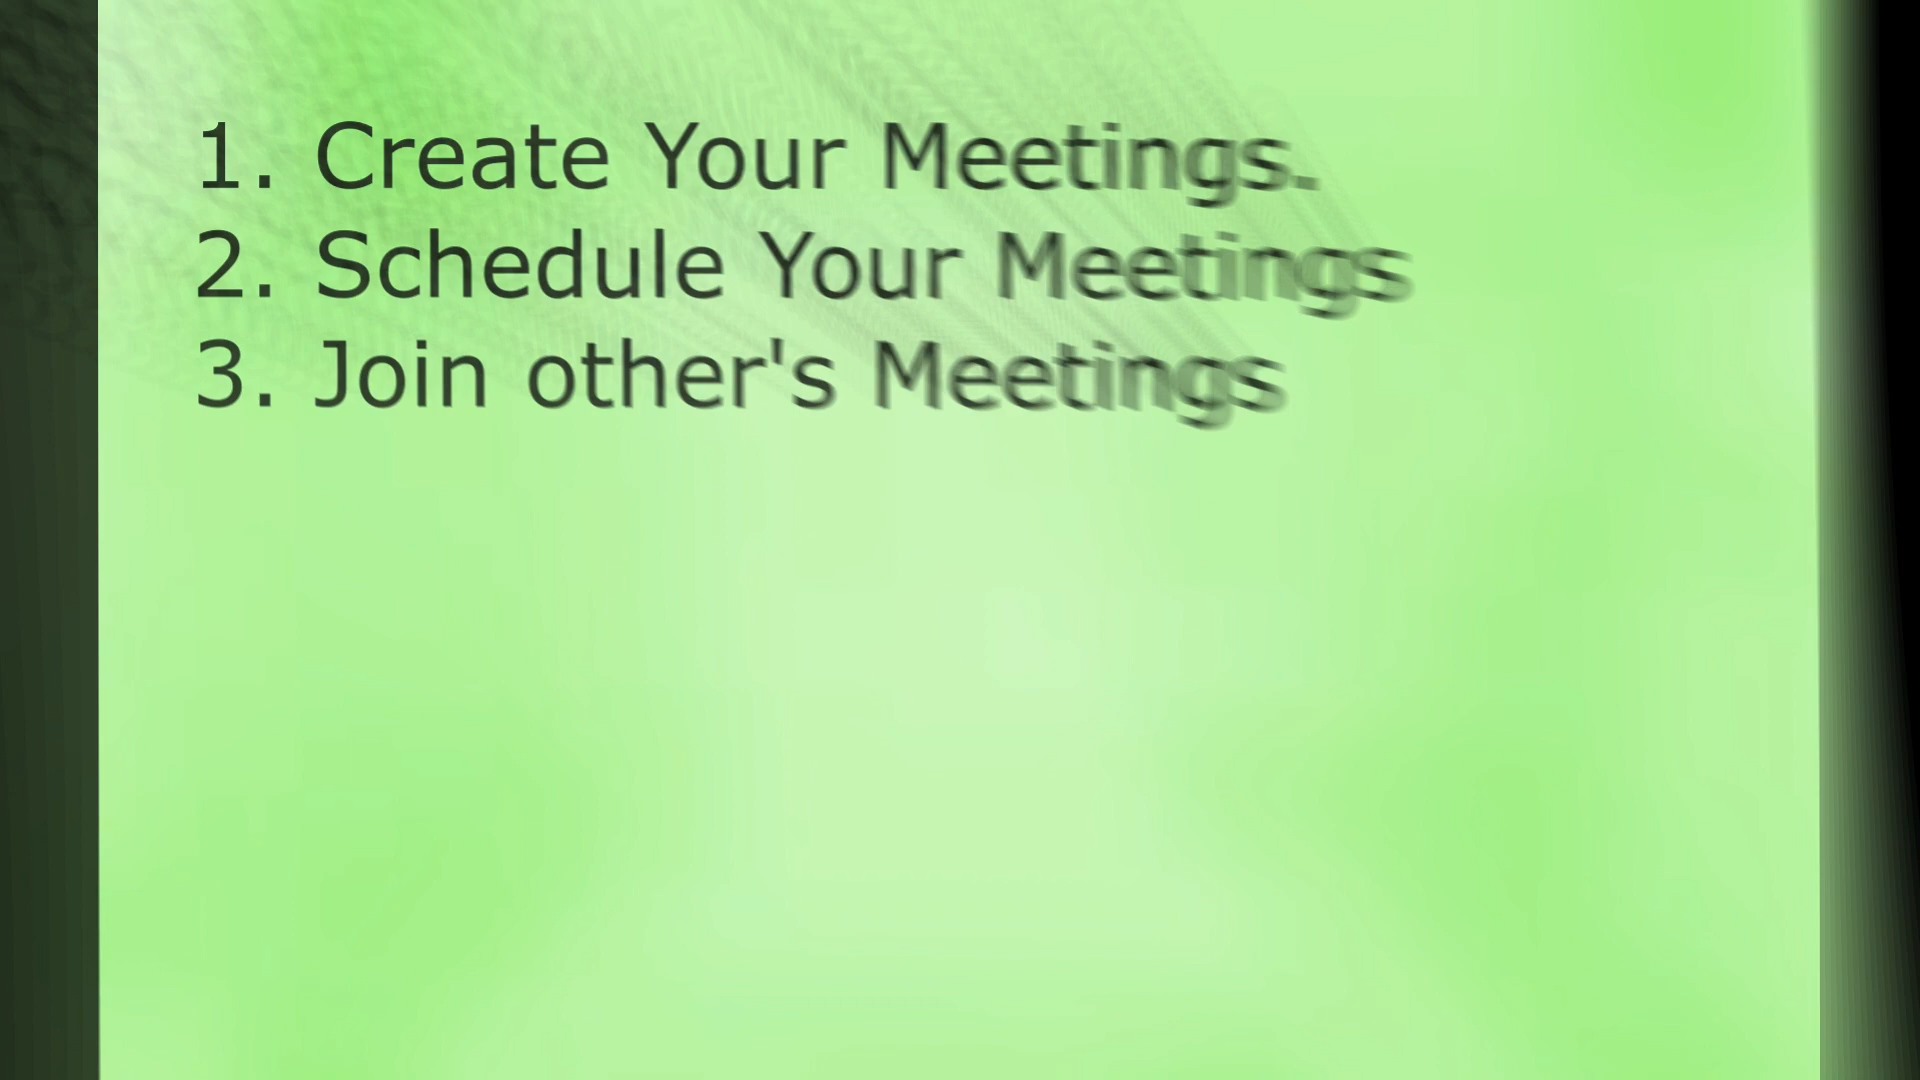 1. Create Your Meetings.
2. Schedule Your Meetings
3. Join other's Meetings